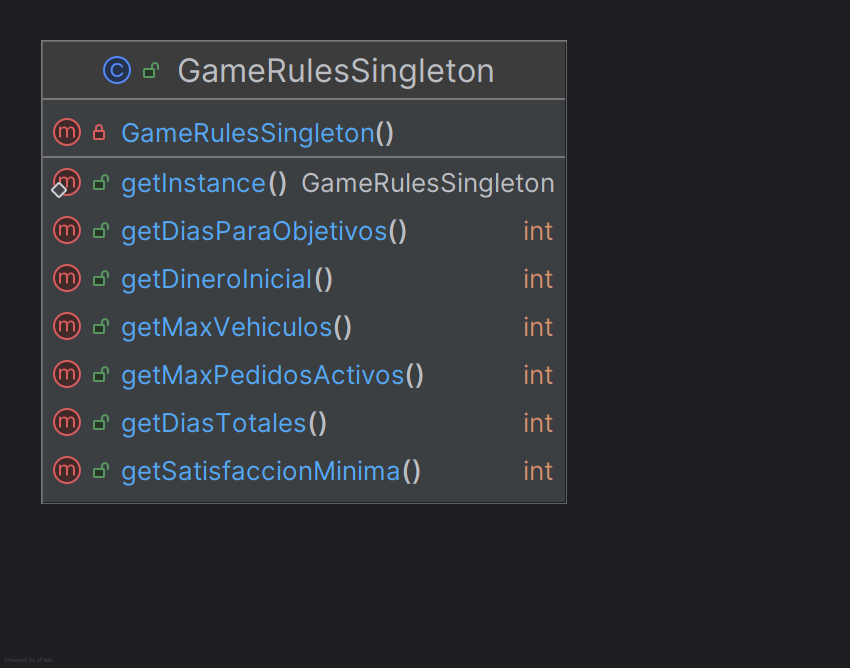 C GameRulesSingleton
m GameRulesSingleton()
m getInstance() GameRulesSingleton
m getDiasParaObjetivos() int
m getDineroInicial() int
m getMaxVehiculos() int
m getMaxPedidosActivos() int
m getDiasTotales() int
m getSatisfaccionMinima() int
Powered by yFiles